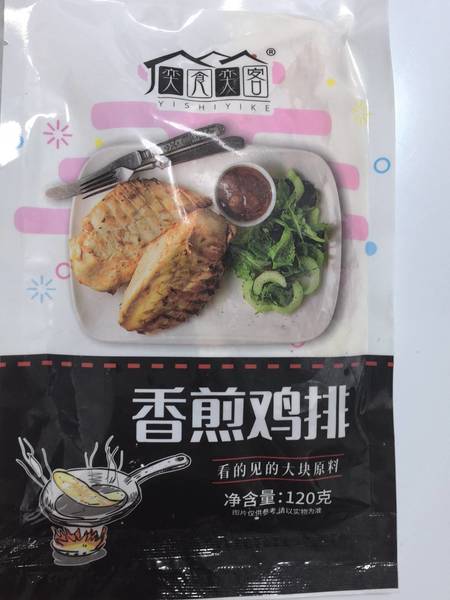 ®
奕食奕客
YISHIYIKE
香煎鸡排
看的见的大块原料
净含量:120克
图片仅供参考,请以实物为准